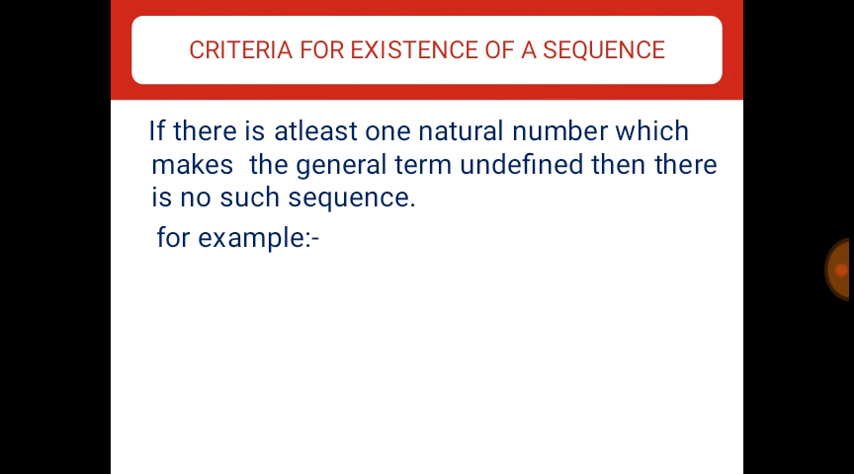 CRITERIA FOR EXISTENCE OF A SEQUENCE
If there is atleast one natural number which
makes the general term undefined then there
is no such sequence.
for example:-